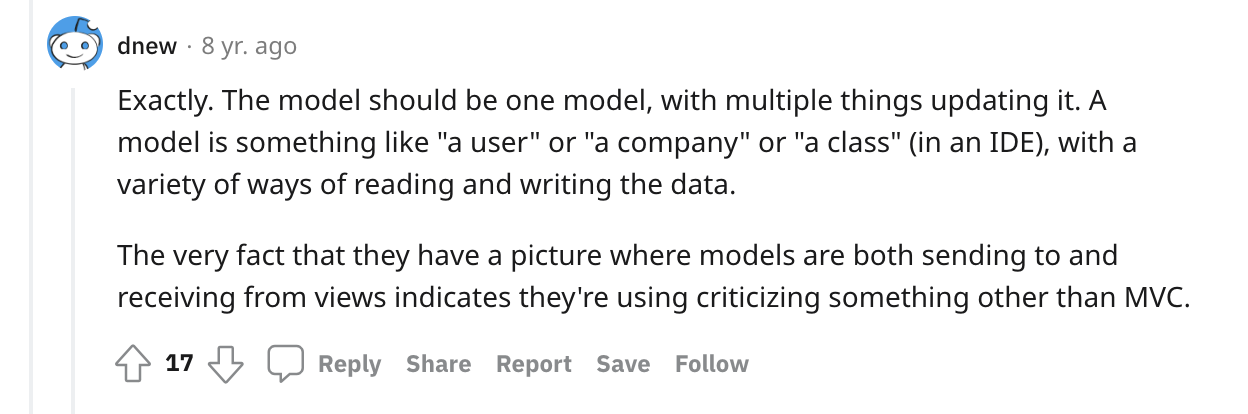 dnew · 8 yr. ago
Exactly. The model should be one model, with multiple things updating it. A
model is something like "a user" or "a company" or "a class" (in an IDE), with a
variety of ways of reading and writing the data.
The very fact that they have a picture where models are both sending to and
receiving from views indicates they're using criticizing something other than MVC.
17 Reply Share Report Save Follow